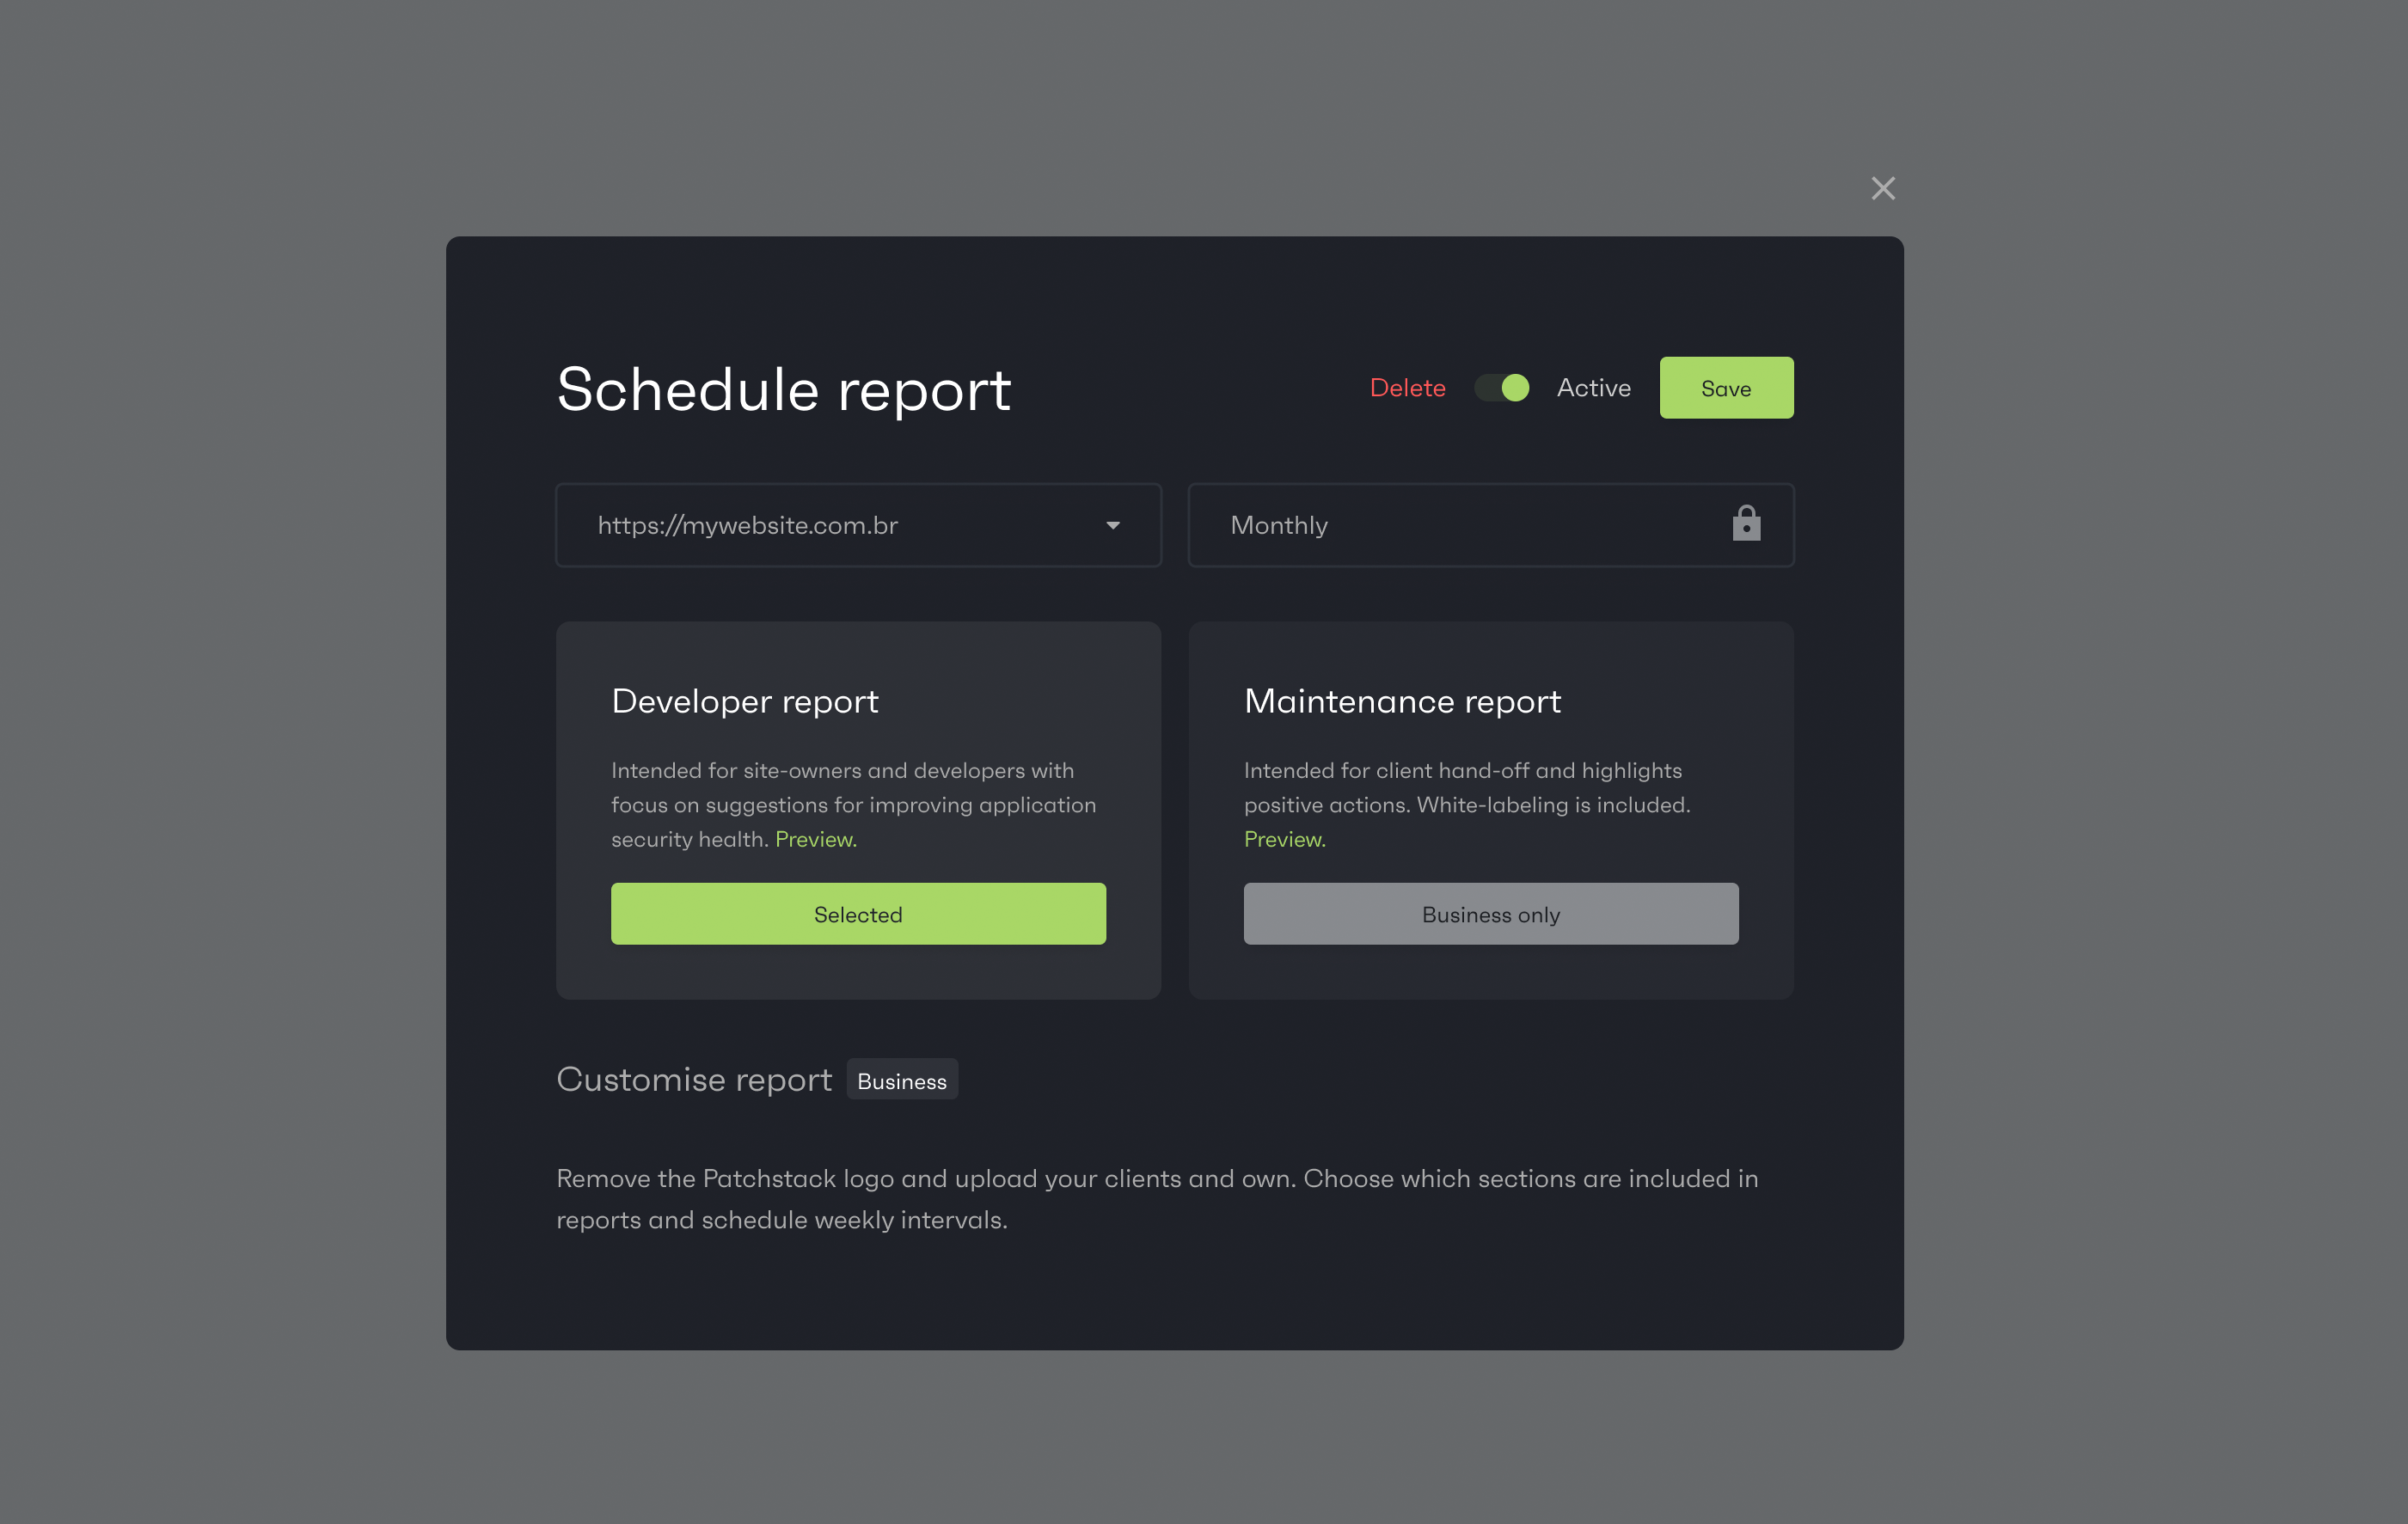 Schedule report
Delete
Active
Save
https://mywebsite.com.br
Monthly
Developer report
Intended for site-owners and developers with
focus on suggestions for improving application
security health. Preview.
Selected
Maintenance report
Intended for client hand-off and highlights
positive actions. White-labeling is included.
Preview.
Business only
Customise report
Business
Remove the Patchstack logo and upload your clients and own. Choose which sections are included in
reports and schedule weekly intervals.